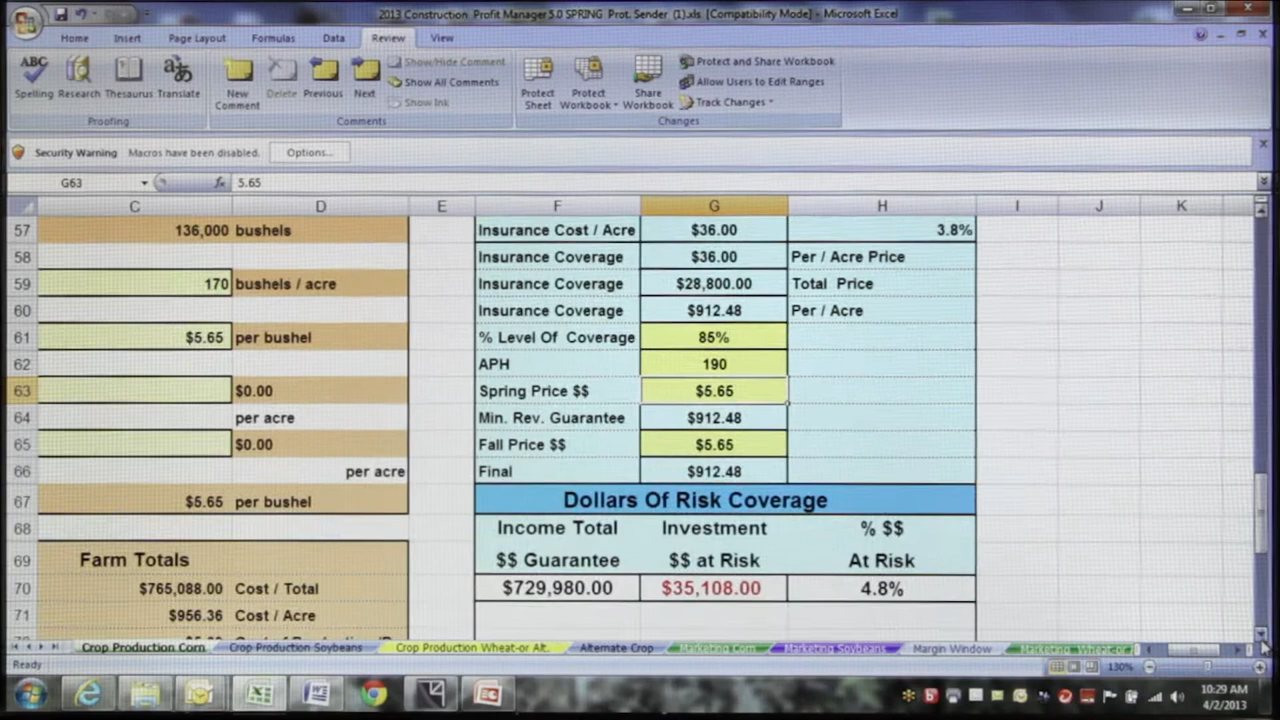 2013 Construction Profit Manager 5.0 SPRING Prot. Sender (1).xls [Compatibility Mode] - Microsoft Excel
Home Insert Page Layout Formulas Data Review View
ABC Spelling Research Thesaurus Translate
Proofing
New Comment Delete Previous Next
Show/Hide Comment
Show All Comments
Show Ink
Comments
Protect Sheet Protect Workbook Share Workbook
Protect and Share Workbook
Allow Users to Edit Ranges
Track Changes
Changes
Security Warning Macros have been disabled. Options...
G63 fx 5.65
C D E F G H I J K
57 136,000 bushels Insurance Cost / Acre $36.00 3.8%
58 Insurance Coverage $36.00 Per / Acre Price
59 170 bushels / acre Insurance Coverage $28,800.00 Total Price
60 Insurance Coverage $912.48 Per / Acre
61 $5.65 per bushel % Level Of Coverage 85%
62 APH 190
63 $0.00 Spring Price $$ $5.65
64 per acre Min. Rev. Guarantee $912.48
65 $0.00 Fall Price $$ $5.65
66 per acre Final $912.48
67 $5.65 per bushel Dollars Of Risk Coverage
68 Income Total Investment % $$
69 Farm Totals $$ Guarantee $$ at Risk At Risk
70 $765,088.00 Cost / Total $729,980.00 $35,108.00 4.8%
71 $956.36 Cost / Acre
Crop Production Corn Crop Production Soybeans Crop Production Wheat-or Alt. Alternate Crop Marketing Corn Marketing Soybeans Margin Window Marketing Wheat-or
Ready 130%
10:29 AM
4/2/2013